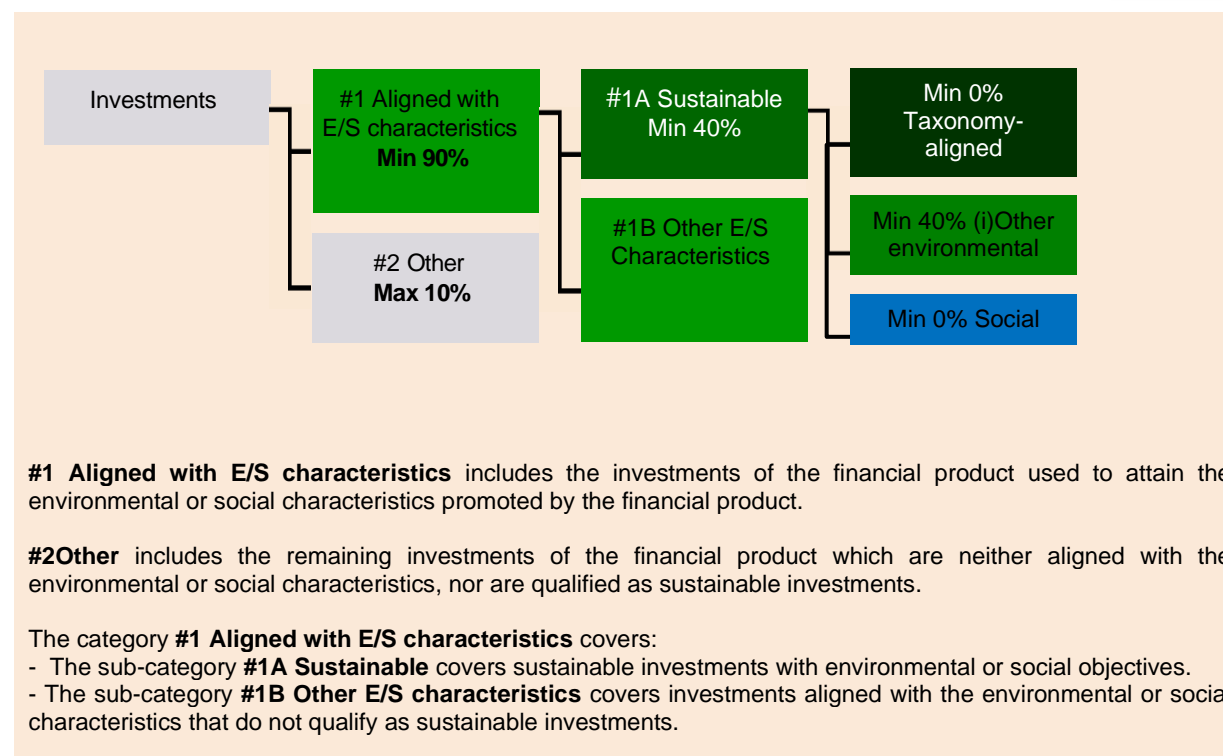 Investments
#1 Aligned with
E/S characteristics
Min 90%
#2 Other
Max 10%
#1A Sustainable
Min 40%
#1B Other E/S
Characteristics
Min 0%
Taxonomy-
aligned
Min 40% (i)Other
environmental
Min 0% Social
#1 Aligned with E/S characteristics includes the investments of the financial product used to attain the
environmental or social characteristics promoted by the financial product.
#2Other includes the remaining investments of the financial product which are neither aligned with the
environmental or social characteristics, nor are qualified as sustainable investments.
The category #1 Aligned with E/S characteristics covers:
- The sub-category #1A Sustainable covers sustainable investments with environmental or social objectives.
- The sub-category #1B Other E/S characteristics covers investments aligned with the environmental or social
characteristics that do not qualify as sustainable investments.